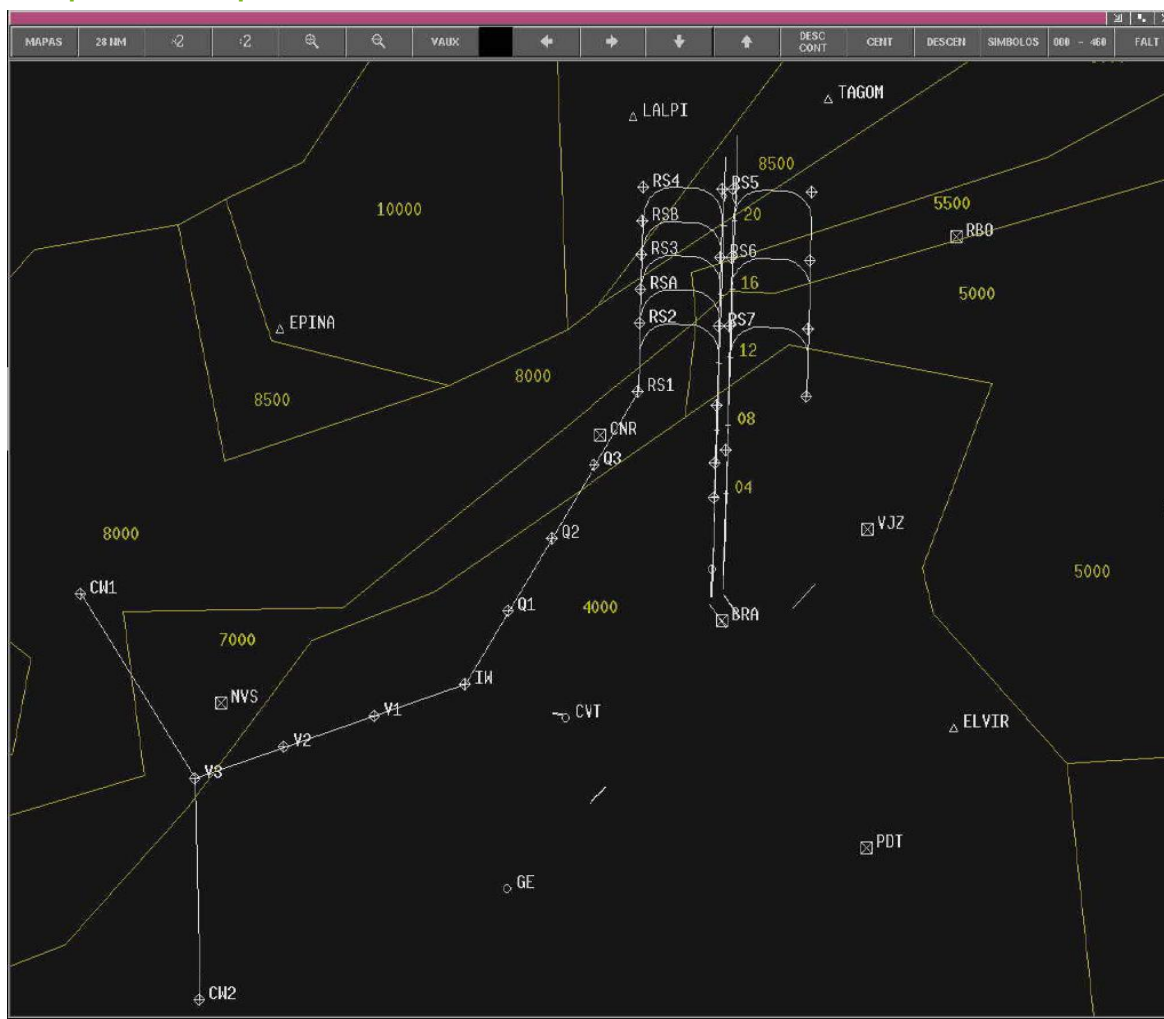 MAPAS 28 NM :2 VAUX DESC CONT CENT DESCEN SIMBOLOS 000 - 460 FALT
TAGOM
LALPI
8500
RS4 RS5
10000 20 5500
RSB
RBO
RS3 RS6
RSA 16 5000
EPINA RS2 RS7
12
8000
RS1
8500
08
CNR
Q3
04
VJZ
8000 Q2
5000
CW1
Q1 4000
BRA
7000
IW
NVS
V1 CVT
ELVIR
V2
V3
PDT
GE
CW2